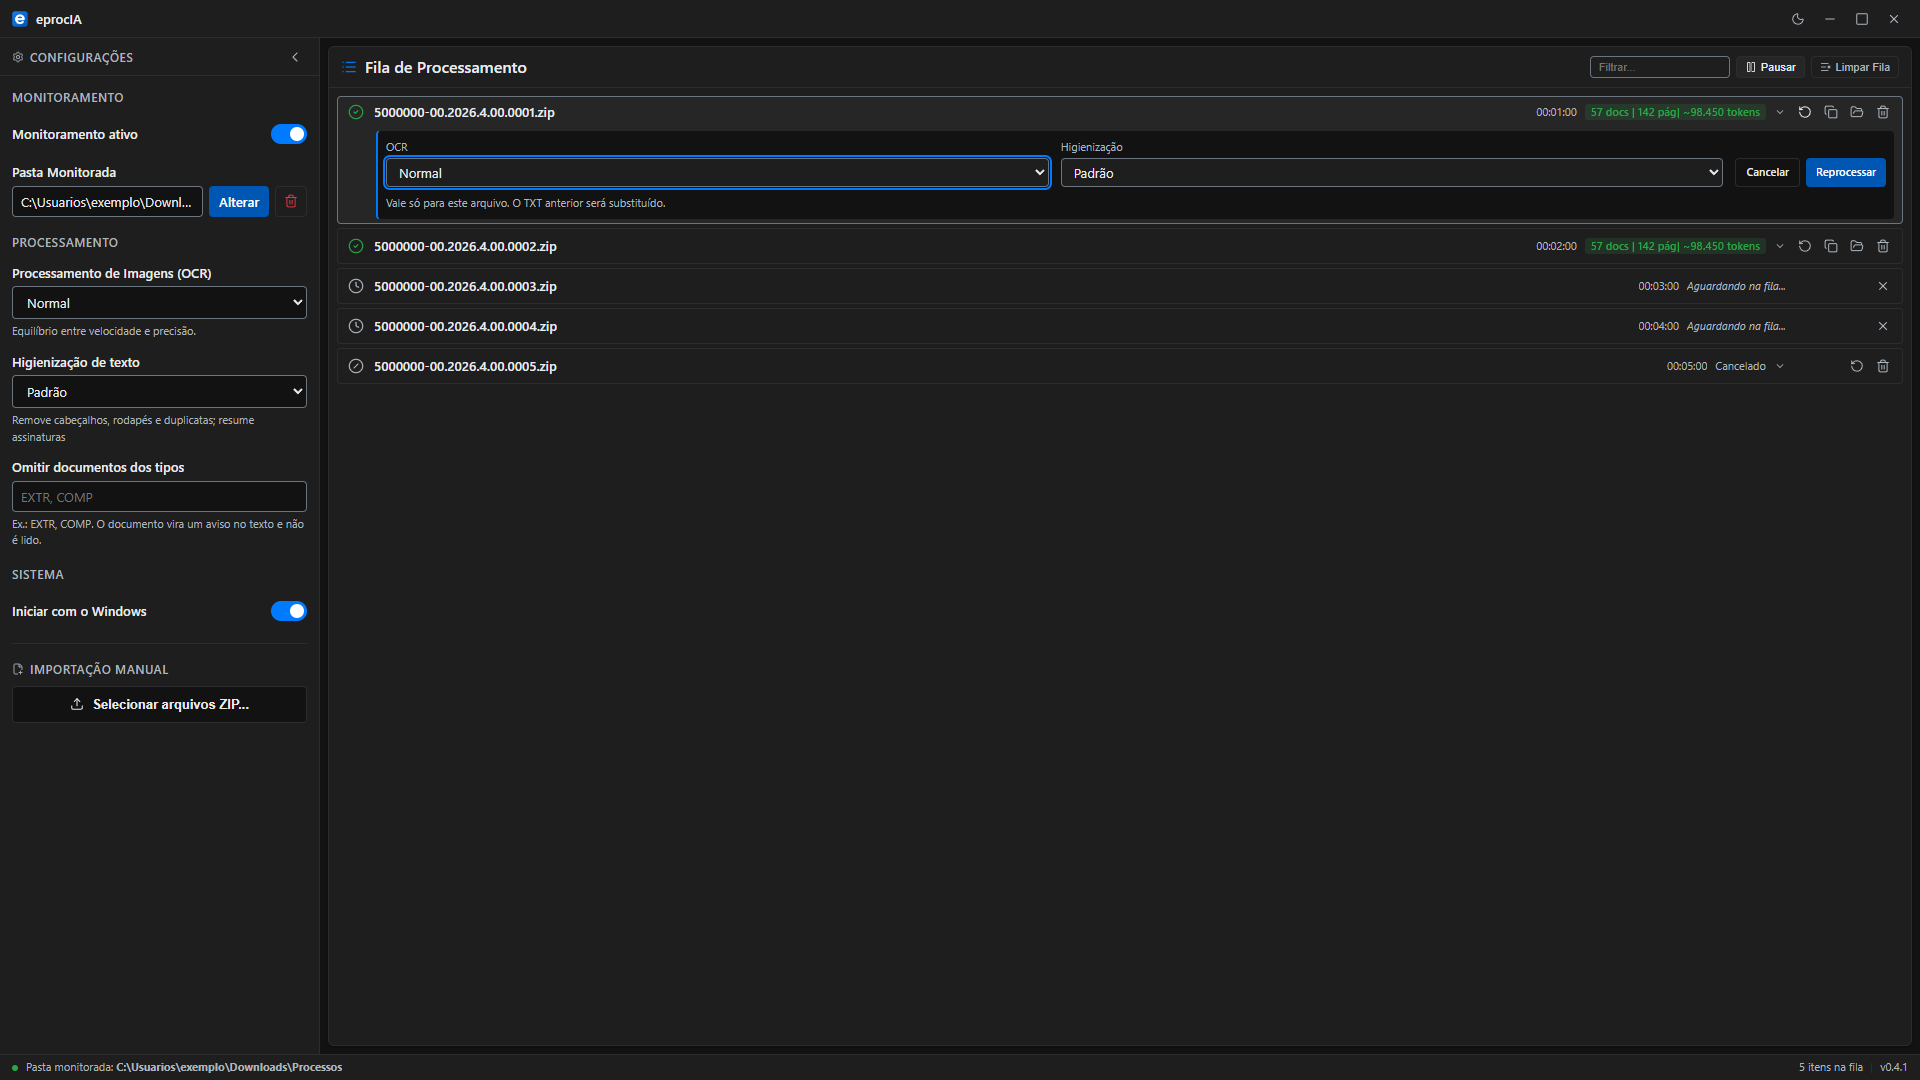 eprocIA
CONFIGURAÇÕES
MONITORAMENTO
Monitoramento ativo
Pasta Monitorada
C:\Usuarios\exemplo\Downl...
Alterar
PROCESSAMENTO
Processamento de Imagens (OCR)
Normal
Equilíbrio entre velocidade e precisão.
Higienização de texto
Padrão
Remove cabeçalhos, rodapés e duplicatas; resume
assinaturas
Omitir documentos dos tipos
EXTR, COMP
Ex.: EXTR, COMP. O documento vira um aviso no texto e não
é lido.
SISTEMA
Iniciar com o Windows
IMPORTAÇÃO MANUAL
Selecionar arquivos ZIP...
Fila de Processamento
Filtrar...
Pausar
Limpar Fila
5000000-00.2026.4.00.0001.zip
00:01:00 57 docs | 142 pág| ~98.450 tokens
OCR
Normal
Higienização
Padrão
Cancelar
Reprocessar
Vale só para este arquivo. O TXT anterior será substituído.
5000000-00.2026.4.00.0002.zip
00:02:00 57 docs | 142 pág| ~98.450 tokens
5000000-00.2026.4.00.0003.zip
00:03:00 Aguardando na fila...
5000000-00.2026.4.00.0004.zip
00:04:00 Aguardando na fila...
5000000-00.2026.4.00.0005.zip
00:05:00 Cancelado
Pasta monitorada: C:\Usuarios\exemplo\Downloads\Processos
5 itens na fila
v0.4.1